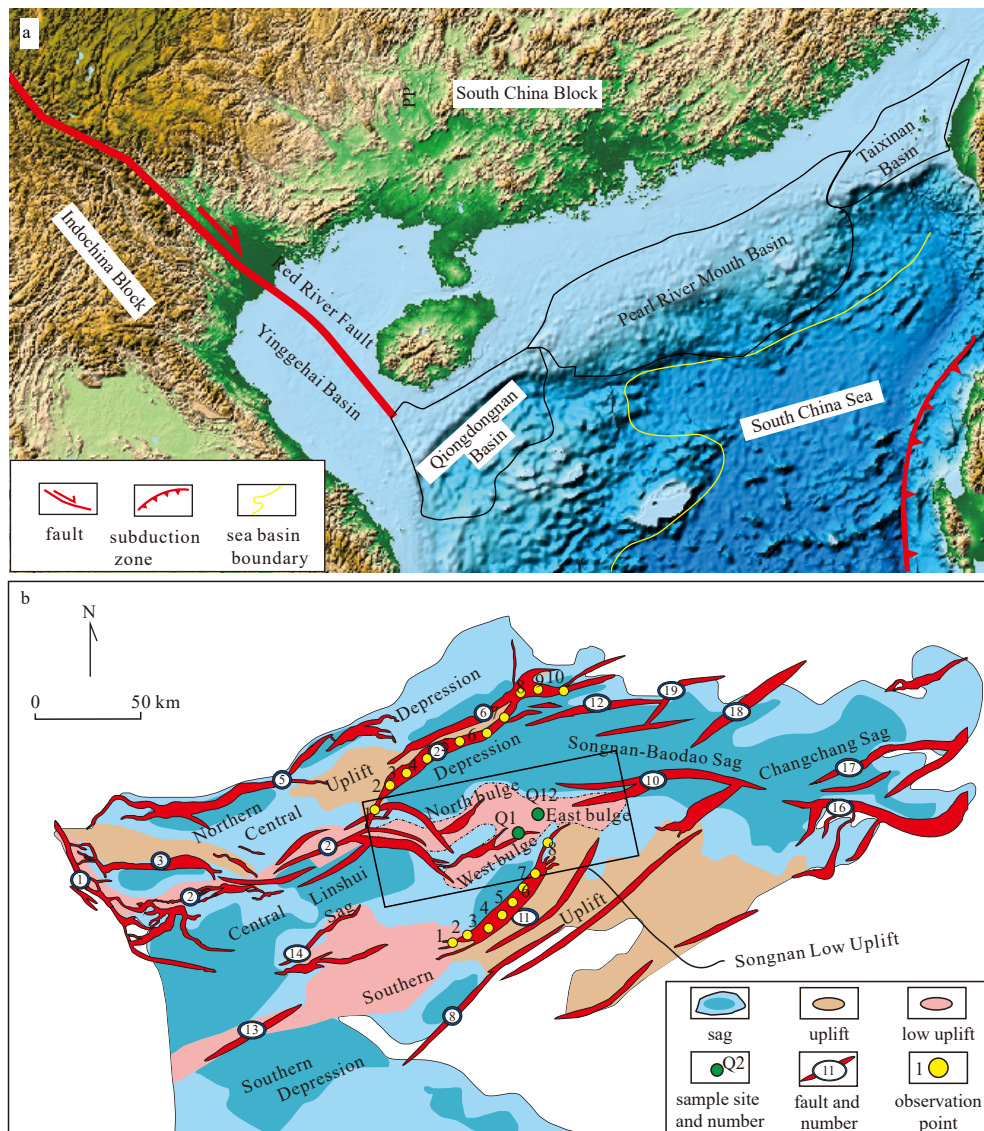 a
South China Block
Taixinan
Basin
Indochina Block
Red River Fault
Pearl River Mouth Basin
Yinggehai Basin
Qiongdongnan
Basin
South China Sea
fault
subduction
zone
sea basin
boundary
b
N
0 50 km
Depression
8 9 10
19
6
12
18
6
2
Depression
Songnan-Baodao Sag
Changchang Sag
17
5
Uplift
4
3
2
10
Northern
Central
North bulge
Q12
East bulge
Q1
16
3
2
West bulge
8
1
2
Linshui
Sag
Central
7
6
5
4
3
2
1
11
Uplift
14
Songnan Low Uplift
Southern
8
13
Southern
Depression
sag
uplift
low uplift
Q2
11
1
sample site
and number
fault and
number
observation
point